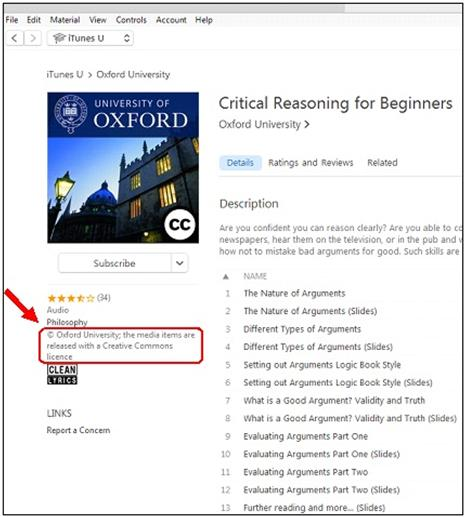 File Edit Material View Controls Account Help
< > iTunes U
iTunes U > Oxford University
UNIVERSITY OF
OXFORD
CC
Subscribe
(34)
Audio
Philosophy
© Oxford University; the media items are
released with a Creative Commons
licence
CLEAN
LYRICS
LINKS
Report a Concern
Critical Reasoning for Beginners
Oxford University >
Details Ratings and Reviews Related
Description
Are you confident you can reason clearly? Are you able to co
newspapers, hear them on the television, or in the pub and w
how not to mistake bad arguments for good. Such skills are
▲ NAME
1 The Nature of Arguments
2 The Nature of Arguments (Slides)
3 Different Types of Arguments
4 Different Types of Arguments (Slides)
5 Setting out Arguments Logic Book Style
6 Setting out Arguments Logic Book Style (Slides)
7 What is a Good Argument? Validity and Truth
8 What is a Good Argument? Validity and Truth (Slides)
9 Evaluating Arguments Part One
10 Evaluating Arguments Part One (Slides)
11 Evaluating Arguments Part Two
12 Evaluating Arguments Part Two (Slides)
13 Further reading and more... (Slides)